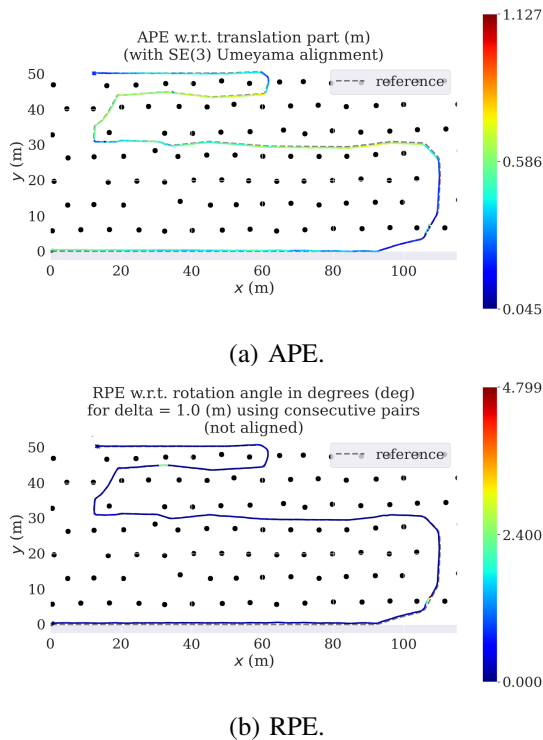 APE w.r.t. translation part (m)
(with SE(3) Umeyama alignment)
1.127
0.586
0.045
50
40
30
20
10
0
y (m)
reference
0 20 40 60 80 100
x (m)
(a) APE.
RPE w.r.t. rotation angle in degrees (deg)
for delta = 1.0 (m) using consecutive pairs
(not aligned)
4.799
2.400
0.000
50
40
30
20
10
0
y (m)
reference
0 20 40 60 80 100
x (m)
(b) RPE.